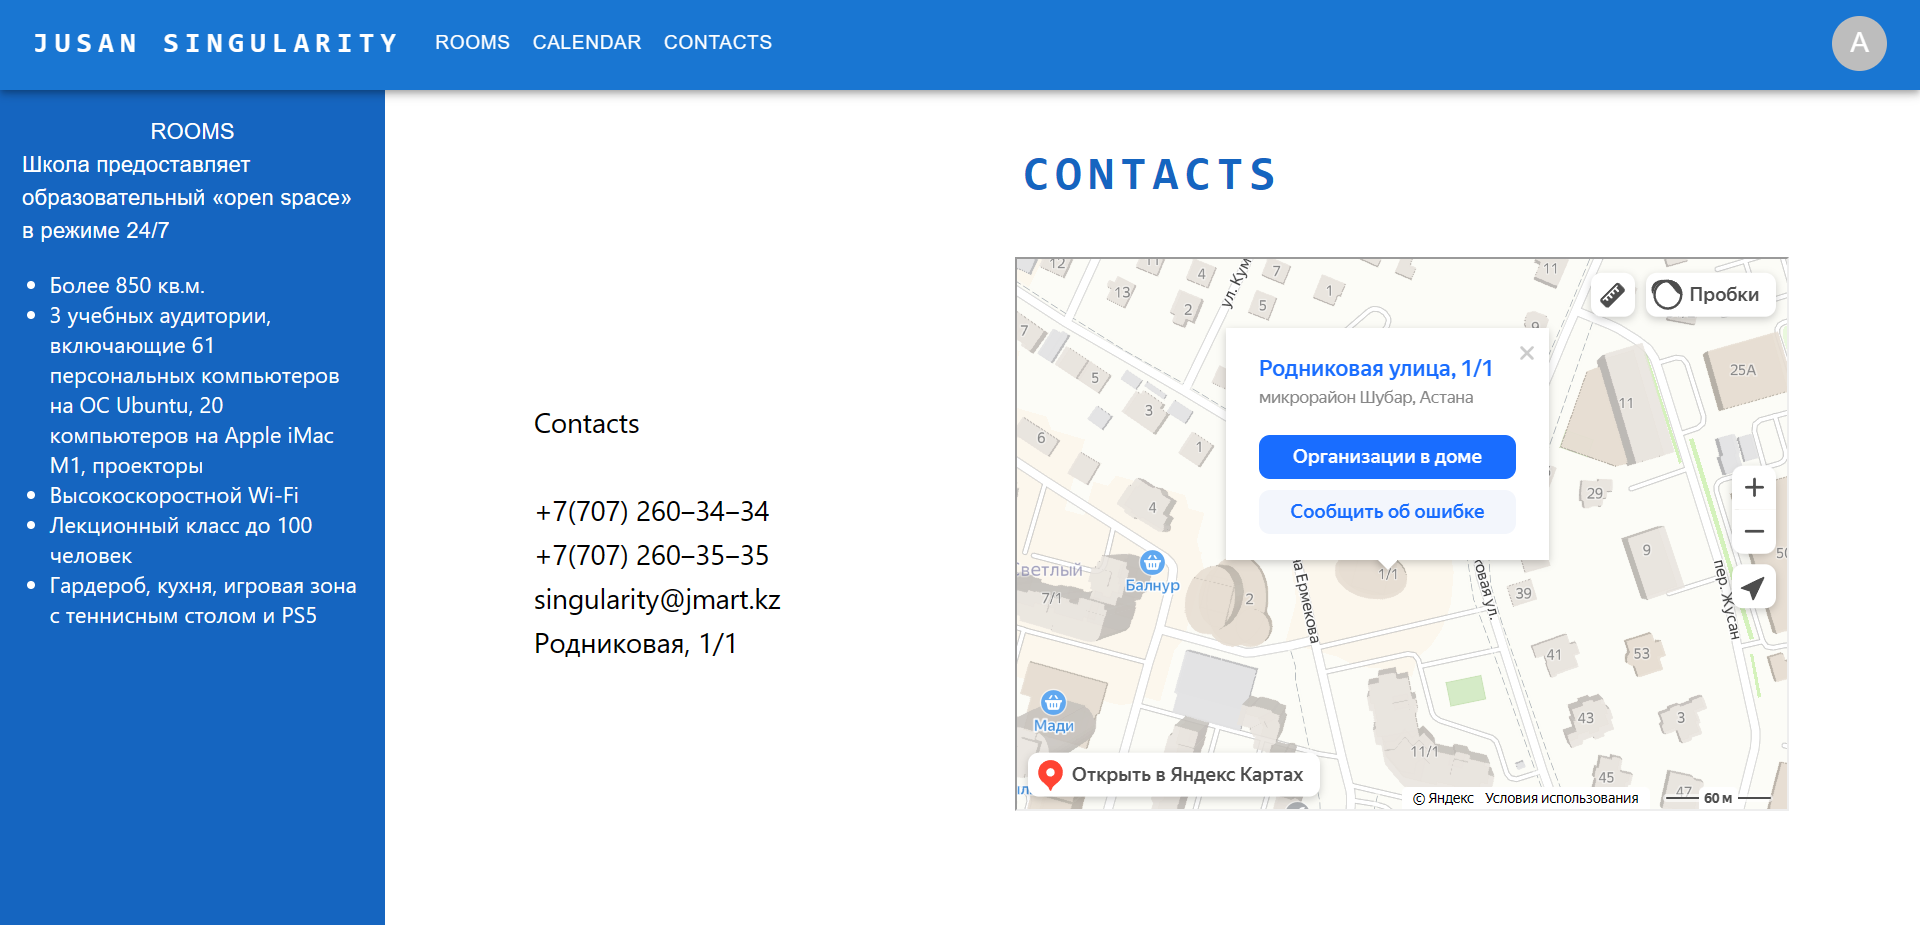 JUSAN SINGULARITY
ROOMS
CALENDAR
CONTACTS
A
ROOMS
Школа предоставляет
образовательный «open space»
в режиме 24/7
Более 850 кв.м.
3 учебных аудитории,
включающие 61
персональных компьютеров
на ОС Ubuntu, 20
компьютеров на Apple iMac
M1, проекторы
Высокоскоростной Wi-Fi
Лекционный класс до 100
человек
Гардероб, кухня, игровая зона
с теннисным столом и PS5
CONTACTS
Contacts
+7(707) 260–34–34
+7(707) 260–35–35
singularity@jmart.kz
Родниковая, 1/1
12
11
4
7
11
13
2
5
1
ул. Кум
Пробки
7
9
5
3
6
1
4
Родниковая улица, 1/1
микрорайон Шубар, Астана
Организации в доме
Сообщить об ошибке
25А
11
29
9
50
ветлый
7/1
Балнур
2
1/1
на Ермекова
овая ул.
39
пер. Жусан
41
53
Мади
43
3
11/1
45
47
Открыть в Яндекс Картах
© Яндекс
Условия использования
60 м